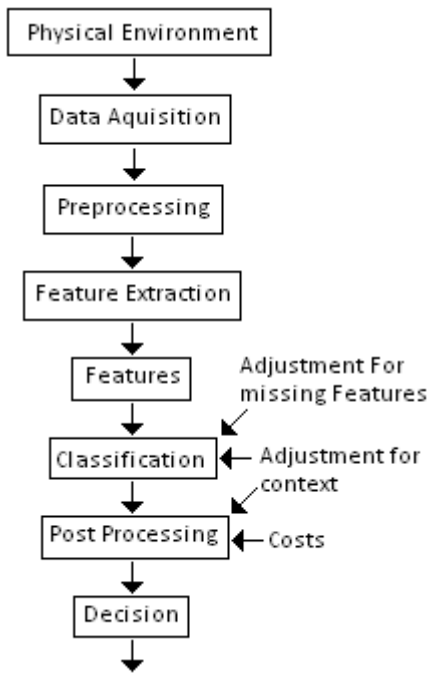 Physical Environment
Data Aquisition
Preprocessing
Feature Extraction
Features
Adjustment For
missing Features
Classification
Adjustment for
context
Post Processing
Costs
Decision